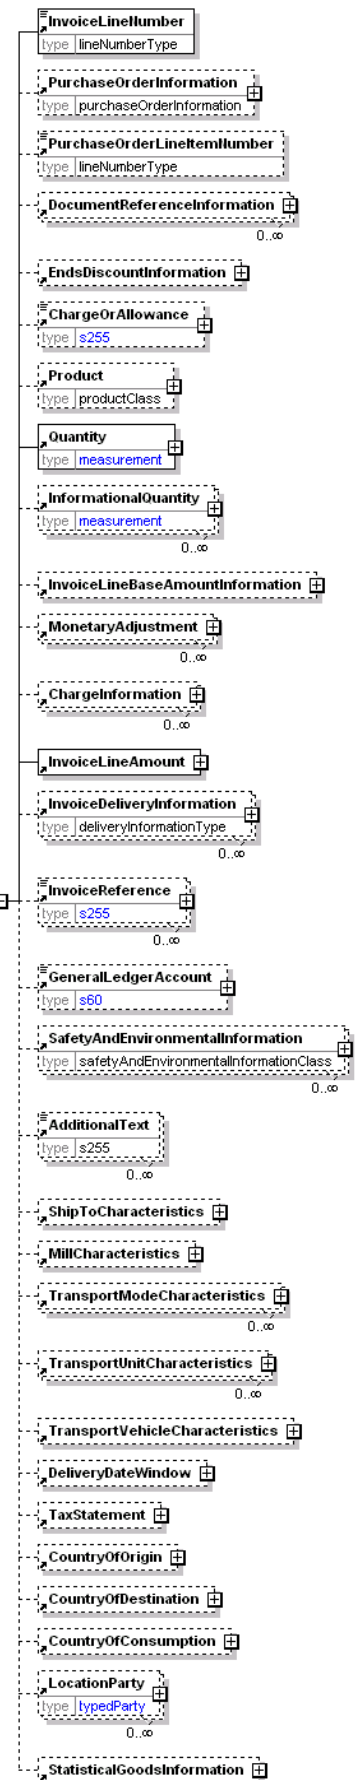 InvoiceLineNumber
type lineNumberType
PurchaseOrderInformation
type purchaseOrderInformation
PurchaseOrderLineItemNumber
type lineNumberType
DocumentReferenceInformation
0..∞
EndsDiscountInformation
ChargeOrAllowance
type s255
Product
type productClass
Quantity
type measurement
InformationalQuantity
type measurement
0..∞
InvoiceLineBaseAmountInformation
MonetaryAdjustment
0..∞
ChargeInformation
0..∞
InvoiceLineAmount
InvoiceDeliveryInformation
type deliveryInformationType
0..∞
InvoiceReference
type s255
0..∞
GeneralLedgerAccount
type s60
SafetyAndEnvironmentalInformation
type safetyAndEnvironmentalInformationClass
0..∞
AdditionalText
type s255
0..∞
ShipToCharacteristics
MillCharacteristics
TransportModeCharacteristics
0..∞
TransportUnitCharacteristics
0..∞
TransportVehicleCharacteristics
DeliveryDateWindow
TaxStatement
CountryOfOrigin
CountryOfDestination
CountryOfConsumption
LocationParty
type typedParty
0..∞
StatisticalGoodsInformation